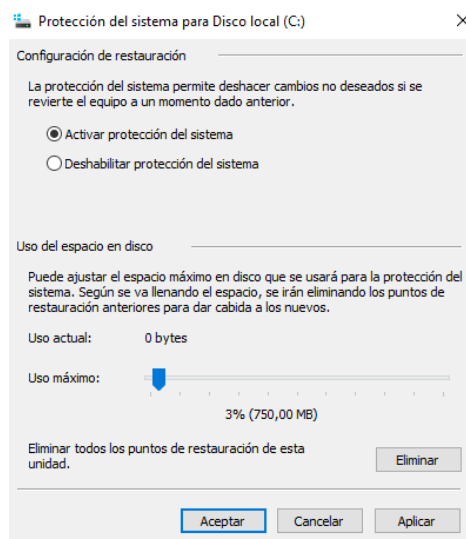 Protección del sistema para Disco local (C:)
Configuración de restauración
La protección del sistema permite deshacer cambios no deseados si se
revierte el equipo a un momento dado anterior.
Activar protección del sistema
Deshabilitar protección del sistema
Uso del espacio en disco
Puede ajustar el espacio máximo en disco que se usará para la protección del
sistema. Según se va llenando el espacio, se irán eliminando los puntos de
restauración anteriores para dar cabida a los nuevos.
Uso actual: 0 bytes
Uso máximo:
3% (750,00 MB)
Eliminar todos los puntos de restauración de esta
unidad.
Eliminar
Aceptar Cancelar Aplicar